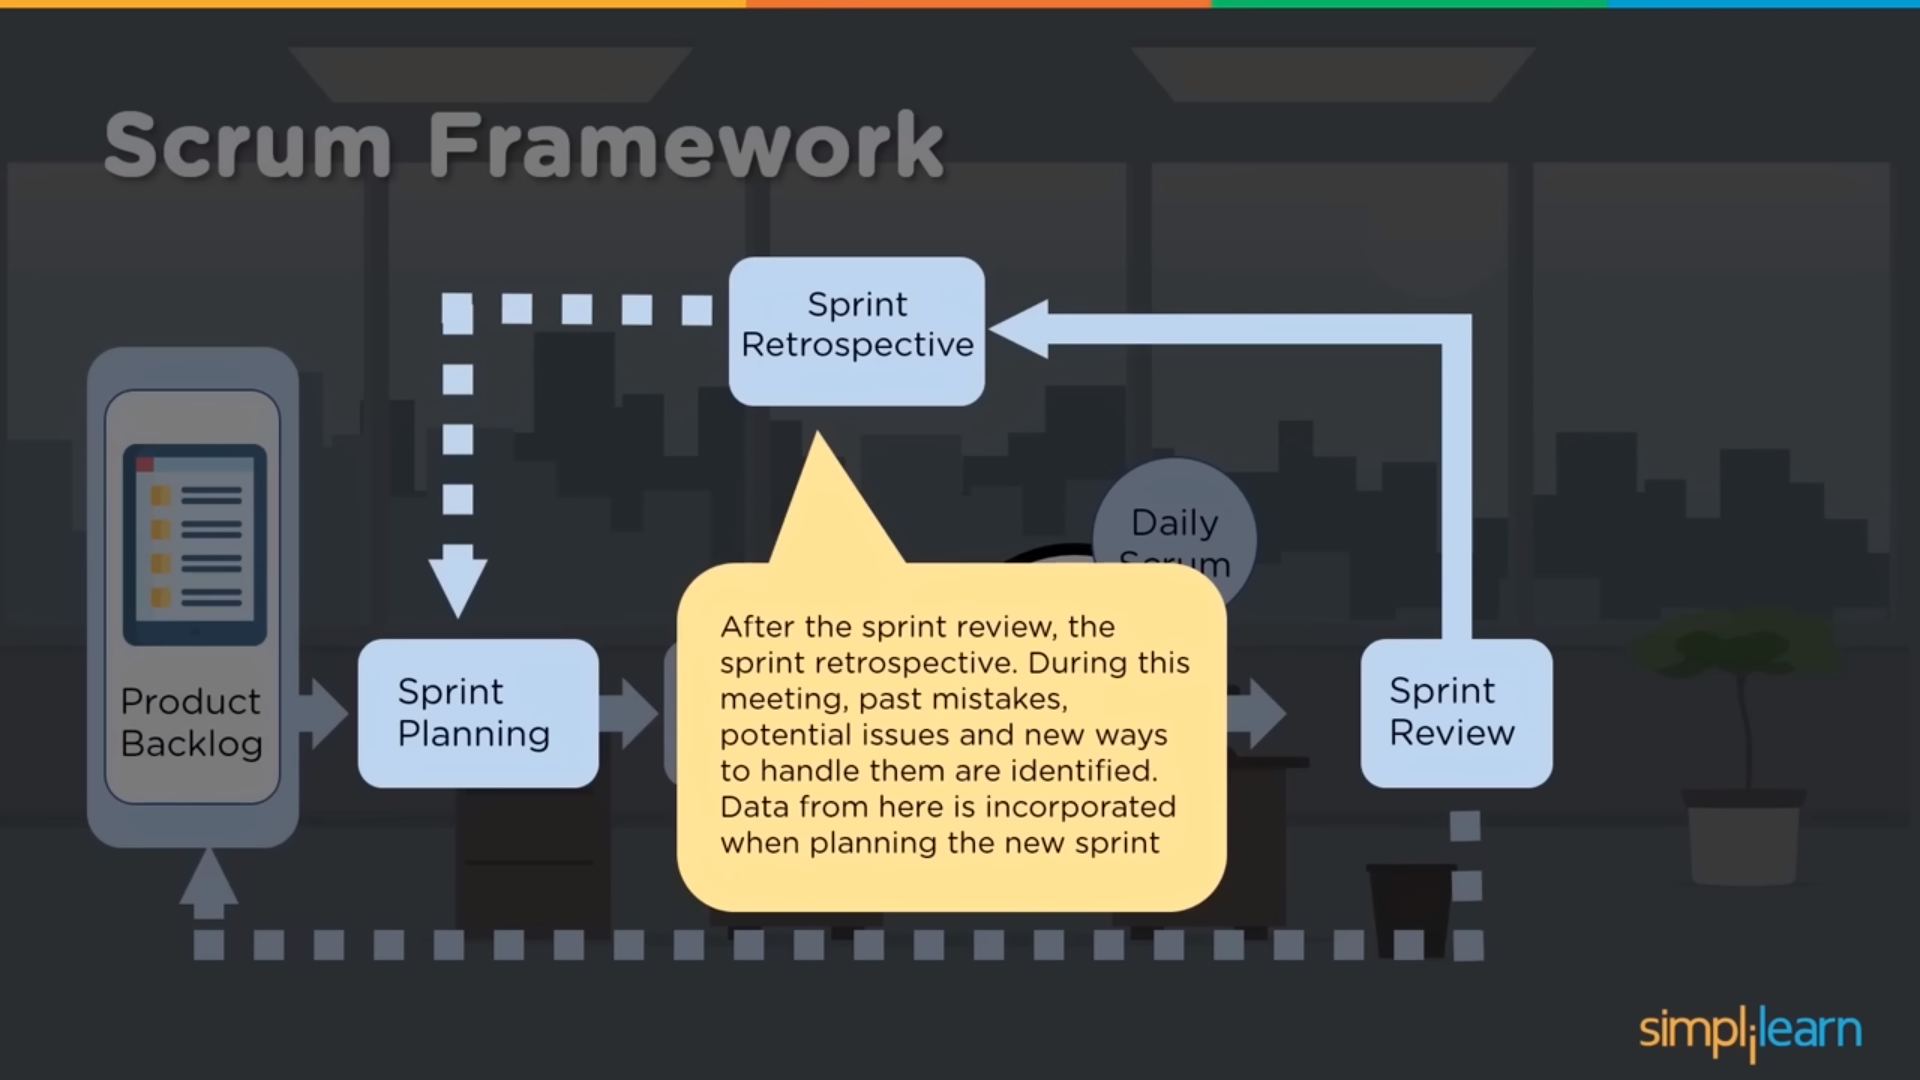 Scrum Framework
Sprint
Retrospective
Daily
Scrum
After the sprint review, the
sprint retrospective. During this
meeting, past mistakes,
potential issues and new ways
to handle them are identified.
Data from here is incorporated
when planning the new sprint
Product
Backlog
Sprint
Planning
Sprint
Review
simplilearn